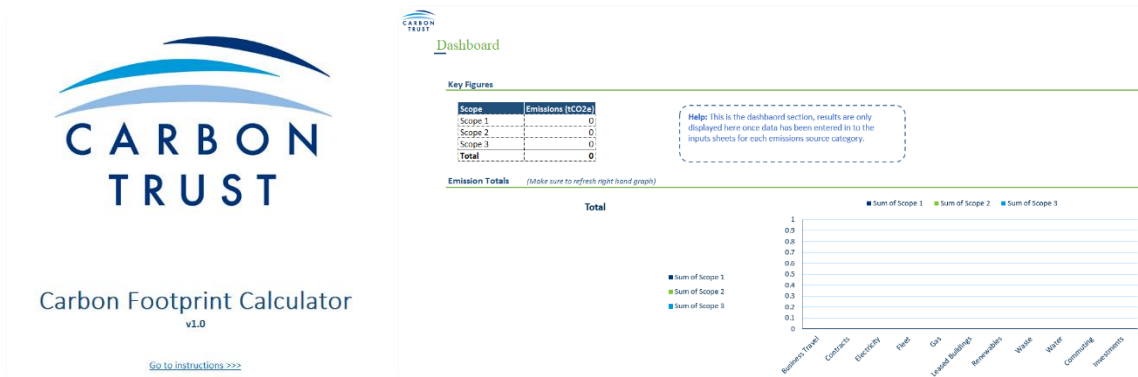 CARBON
TRUST
Carbon Footprint Calculator
v1.0
Go to instructions >>>
CARBON
TRUST
Dashboard
Key Figures
Scope Emissions (tCO2e)
Scope 1 0
Scope 2 0
Scope 3 0
Total 0
Help: This is the dashbaord section, results are only
displayed here once data has been entered in to the
inputs sheets for each emissions source category.
Emission Totals (Make sure to refresh right hand graph)
Total
Sum of Scope 1
Sum of Scope 2
Sum of Scope 3
Sum of Scope 1 Sum of Scope 2 Sum of Scope 3
1
0.9
0.8
0.7
0.6
0.5
0.4
0.3
0.2
0.1
0
Business Travel
Contracts
Electricity
Fleet
Gas
Leased Buildings
Renewables
Waste
Water
Commuting
Investments